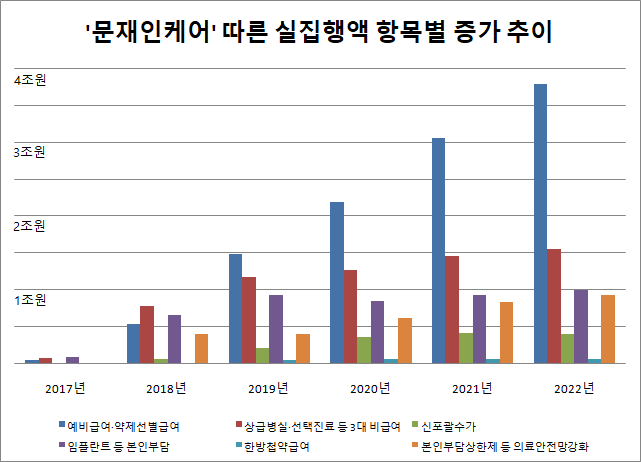 '문재인케어' 따른 실집행액 항목별 증가 추이
4조원
3조원
2조원
1조원
2017년 2018년 2019년 2020년 2021년 2022년
예비급여·약제선별급여 상급병실·선택진료 등 3대 비급여 신포괄수가
임플란트 등 본인부담 한방첩약급여 본인부담상한제 등 의료안전망강화